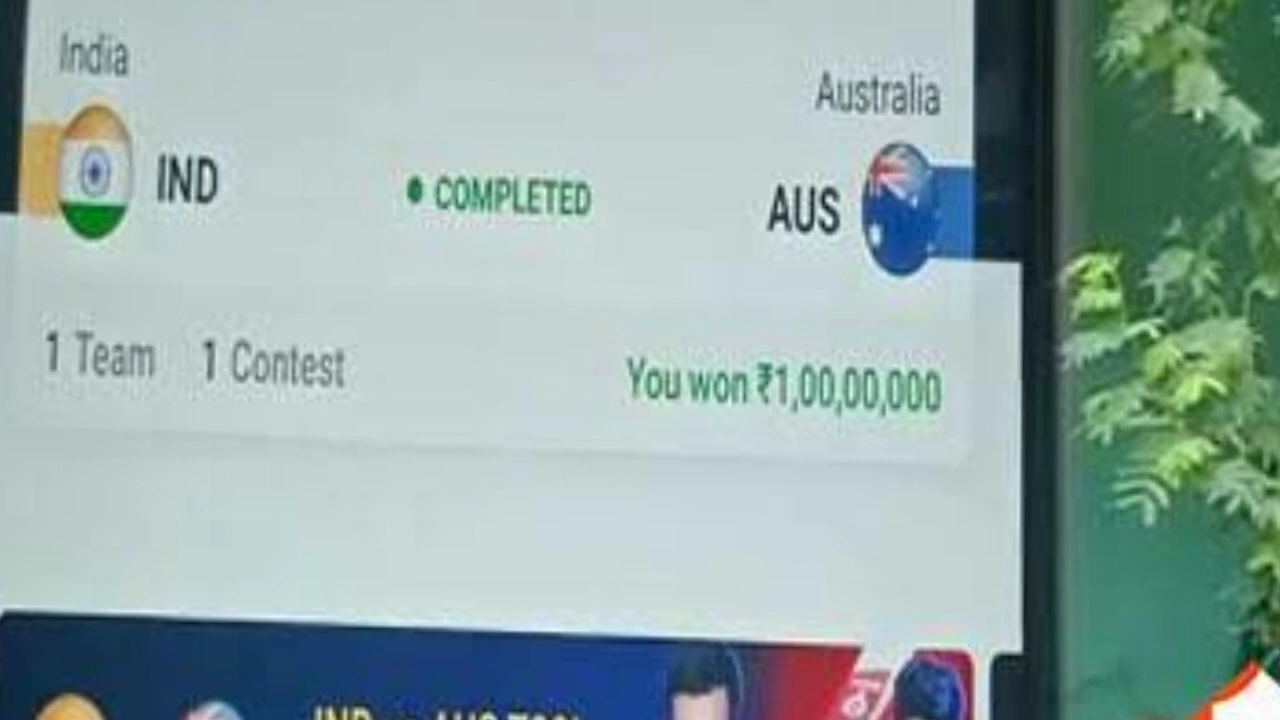 India
Australia
IND
COMPLETED
AUS
1 Team 1 Contest
You won ₹1,00,00,000